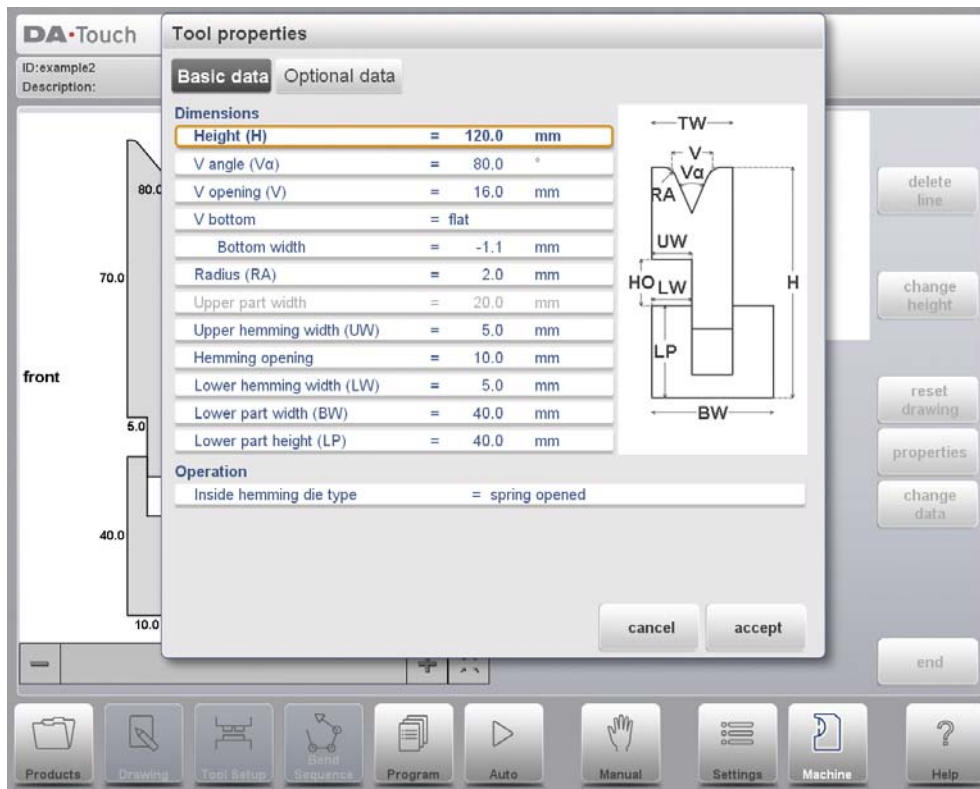 DA•Touch
ID:example2
Description:
Tool properties
Basic data
Optional data
Dimensions
Height (H) = 120.0 mm
V angle (Vα) = 80.0 °
V opening (V) = 16.0 mm
V bottom = flat
Bottom width = -1.1 mm
Radius (RA) = 2.0 mm
Upper part width = 20.0 mm
Upper hemming width (UW) = 5.0 mm
Hemming opening = 10.0 mm
Lower hemming width (LW) = 5.0 mm
Lower part width (BW) = 40.0 mm
Lower part height (LP) = 40.0 mm
Operation
Inside hemming die type = spring opened
TW
V
Vα
RA
UW
HO
LW
H
LP
BW
cancel
accept
80.0
70.0
front
5.0
40.0
10.0
delete
line
change
height
reset
drawing
properties
change
data
end
Products
Drawing
Tool Setup
Bend
Sequence
Program
Auto
Manual
Settings
Machine
Help